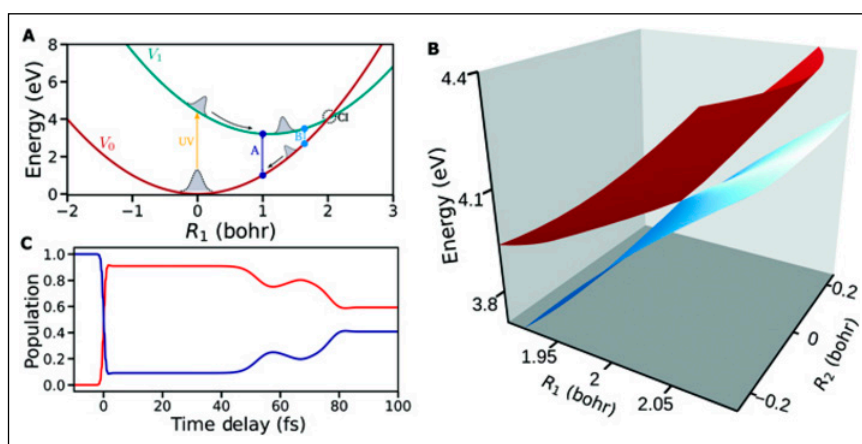 A
8
V₁
6
Energy (eV)
4
CI
V₀
UV
A
B
2
0
−2
−1
0
1
2
3
R₁ (bohr)
B
4.4
Energy (eV)
4.1
3.8
1.95
2
2.05
R₁ (bohr)
0.2
0
−0.2
R₂ (bohr)
C
1.0
0.8
0.6
Population
0.4
0.2
0.0
0
20
40
60
80
100
Time delay (fs)